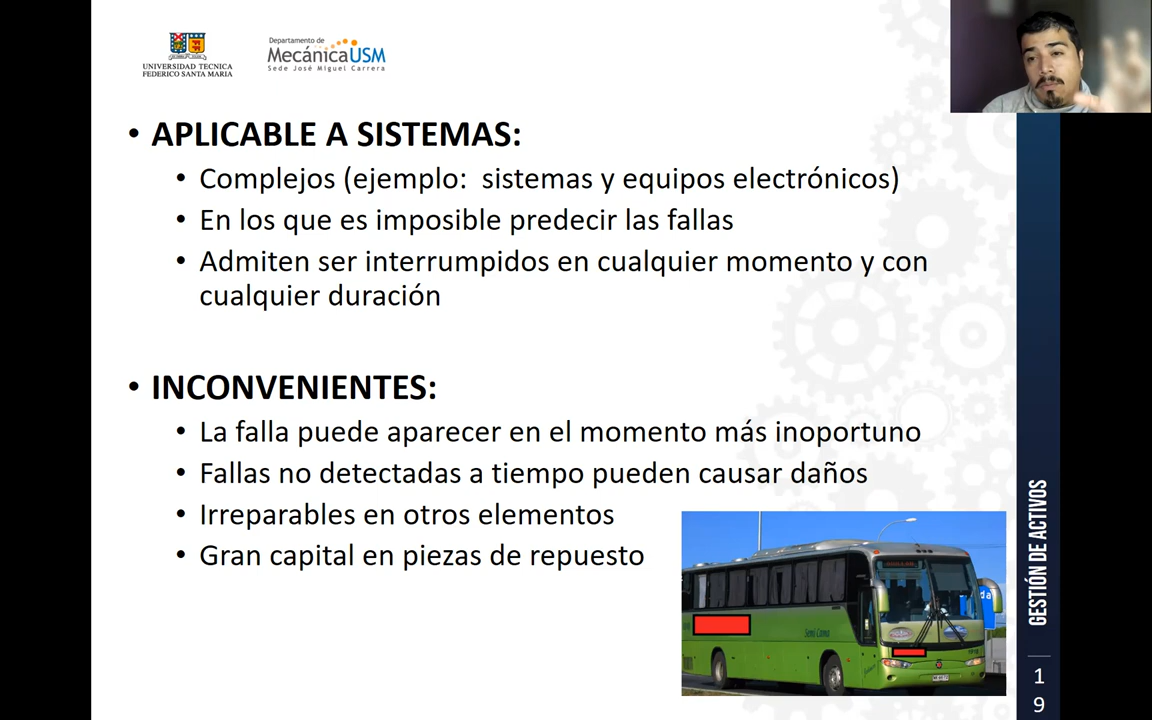 UNIVERSIDAD TECNICA
FEDERICO SANTA MARIA
Departamento de
MecánicaUSM
Sede José Miguel Carrera
• APLICABLE A SISTEMAS:
• Complejos (ejemplo: sistemas y equipos electrónicos)
• En los que es imposible predecir las fallas
• Admiten ser interrumpidos en cualquier momento y con
cualquier duración
• INCONVENIENTES:
• La falla puede aparecer en el momento más inoportuno
• Fallas no detectadas a tiempo pueden causar daños
• Irreparables en otros elementos
• Gran capital en piezas de repuesto
Semi Cama
GESTIÓN DE ACTIVOS
1
9